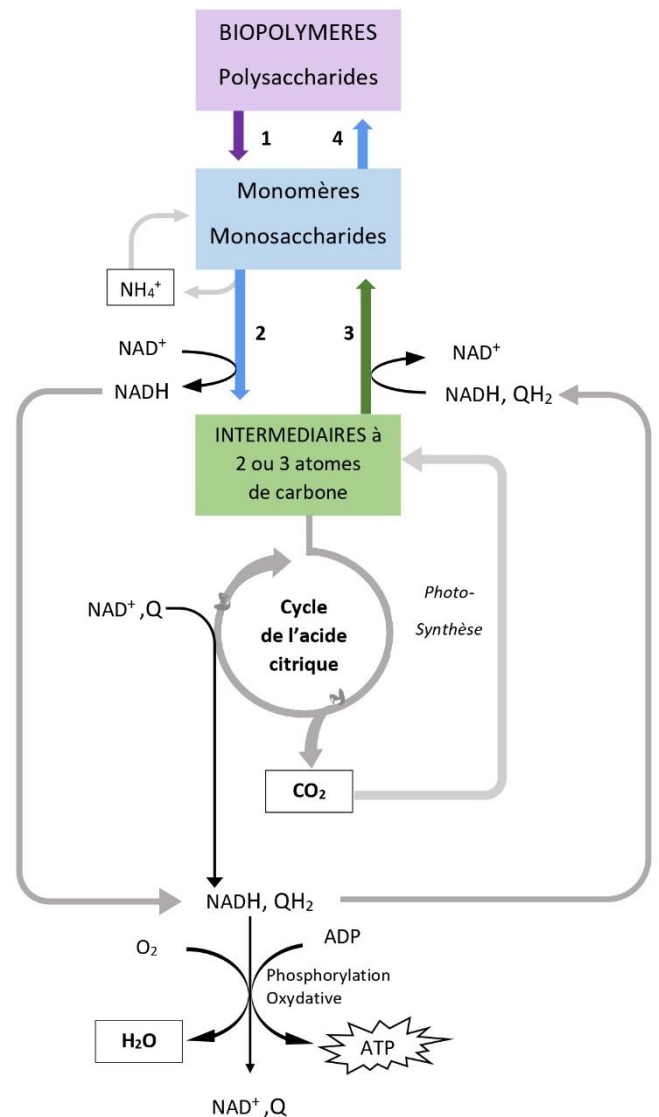 BIOPOLYMERES
Polysaccharides
1
4
Monomères
Monosaccharides
NH₄⁺
NAD⁺
2
3
NAD⁺
NADH
NADH, QH₂
INTERMEDIAIRES à
2 ou 3 atomes
de carbone
NAD⁺ ,Q
Cycle
de l’acide
citrique
Photo-
Synthèse
CO₂
NADH, QH₂
O₂
ADP
Phosphorylation
Oxydative
H₂O
ATP
NAD⁺ ,Q